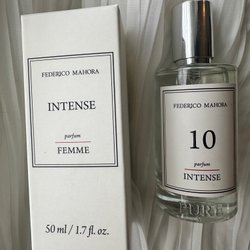 FEDERICO MAHORA
INTENSE
parfum
FEMME
50 ml / 1.7 fl. oz.
FEDERICO MAHORA
10
parfum
INTENSE
PURE